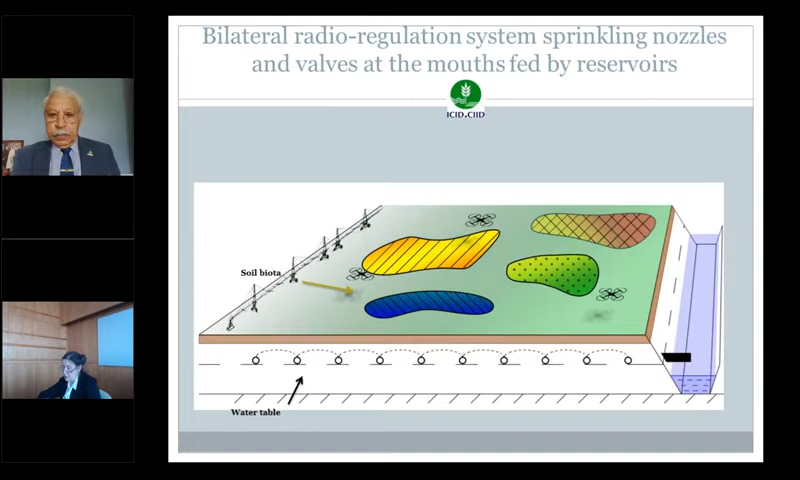 Bilateral radio-regulation system sprinkling nozzles
and valves at the mouths fed by reservoirs
ICID.CIID
Soil biota
Water table